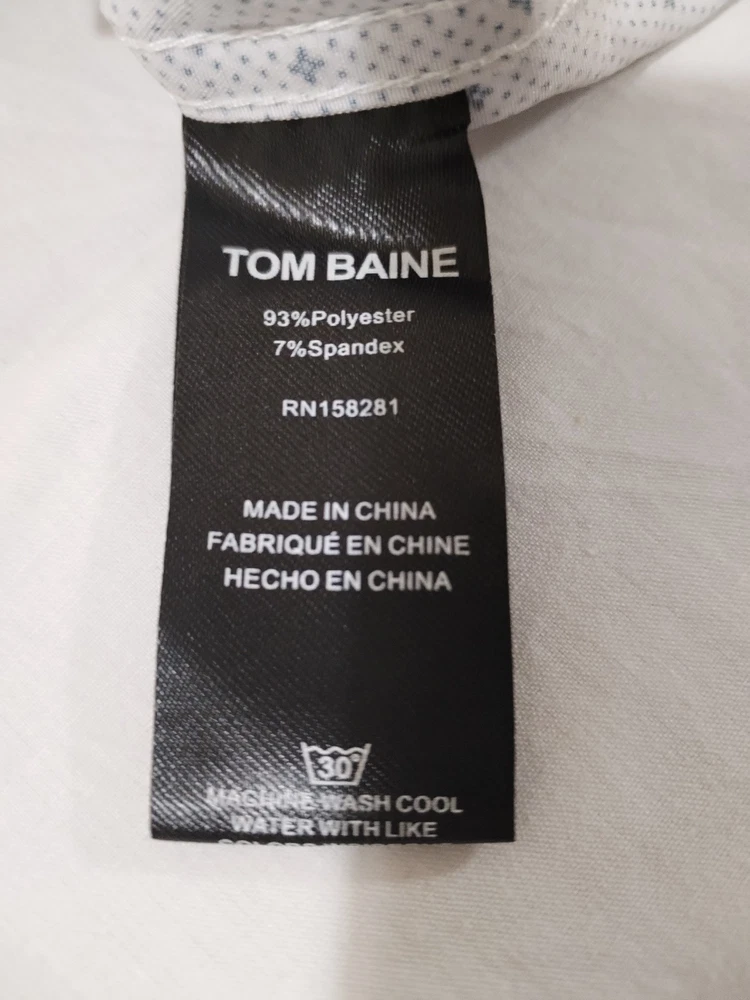 TOM BAINE
93%Polyester
7%Spandex
RN158281
MADE IN CHINA
FABRIQUÉ EN CHINE
HECHO EN CHINA
30°
MACHINE WASH COOL
WATER WITH LIKE